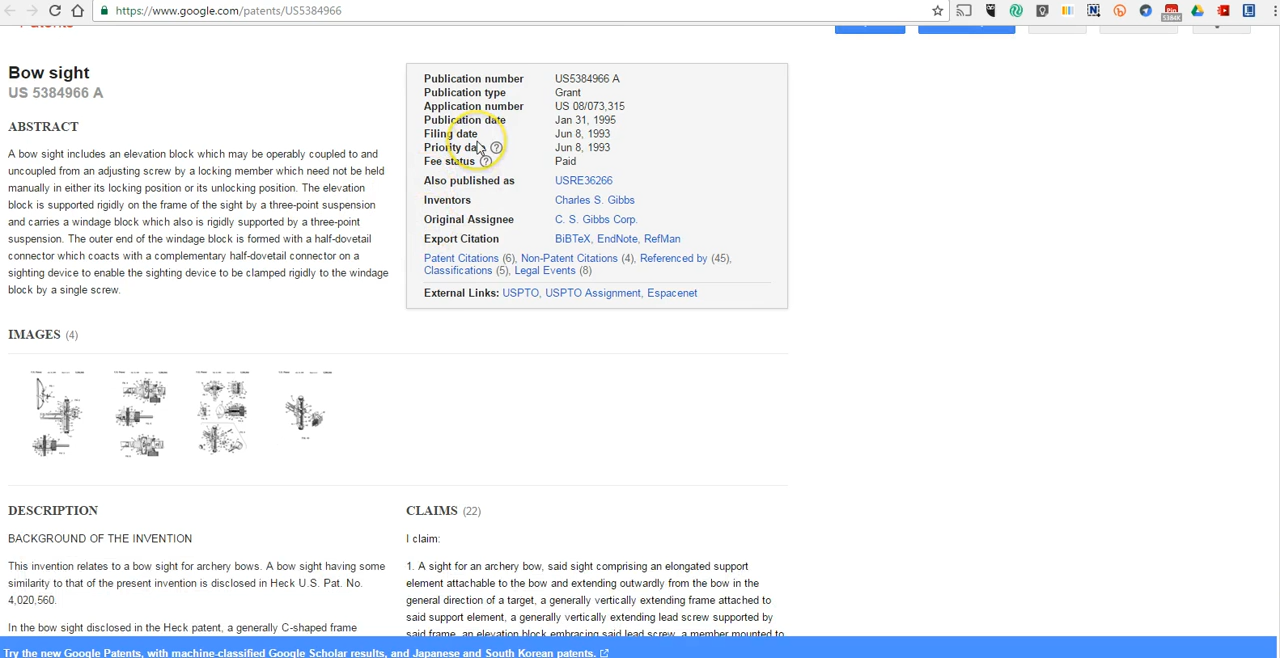 https://www.google.com/patents/US5384966
Pin
5384K
Patents
Bow sight
US 5384966 A
ABSTRACT
A bow sight includes an elevation block which may be operably coupled to and
uncoupled from an adjusting screw by a locking member which need not be held
manually in either its locking position or its unlocking position. The elevation
block is supported rigidly on the frame of the sight by a three-point suspension
and carries a windage block which also is rigidly supported by a three-point
suspension. The outer end of the windage block is formed with a half-dovetail
connector which coacts with a complementary half-dovetail connector on a
sighting device to enable the sighting device to be clamped rigidly to the windage
block by a single screw.
Publication number US5384966 A
Publication type Grant
Application number US 08/073,315
Publication date Jan 31, 1995
Filing date Jun 8, 1993
Priority date Jun 8, 1993
Fee status Paid
Also published as USRE36266
Inventors Charles S. Gibbs
Original Assignee C. S. Gibbs Corp.
Export Citation BiBTeX, EndNote, RefMan
Patent Citations (6), Non-Patent Citations (4), Referenced by (45),
Classifications (5), Legal Events (8)
External Links: USPTO, USPTO Assignment, Espacenet
IMAGES (4)
DESCRIPTION
BACKGROUND OF THE INVENTION
This invention relates to a bow sight for archery bows. A bow sight having some
similarity to that of the present invention is disclosed in Heck U.S. Pat. No.
4,020,560.
In the bow sight disclosed in the Heck patent, a generally C-shaped frame
CLAIMS (22)
I claim:
1. A sight for an archery bow, said sight comprising an elongated support
element attachable to the bow and extending outwardly from the bow in the
general direction of a target, a generally vertically extending frame attached to
said support element, a generally vertically extending lead screw supported by
said frame, an elevation block embracing said lead screw, a member mounted to
Try the new Google Patents, with machine-classified Google Scholar results, and Japanese and South Korean patents.